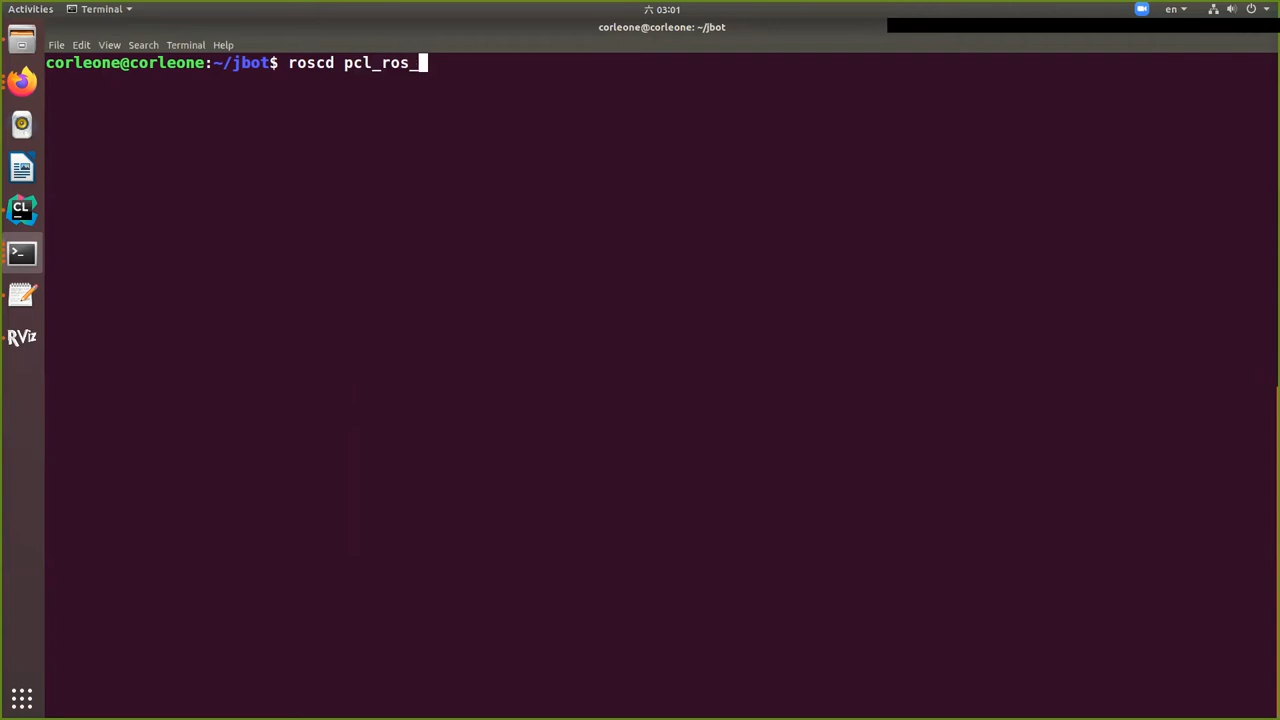 Activities Terminal 六 03:01 en
corleone@corleone: ~/jbot
File Edit View Search Terminal Help
corleone@corleone:~/jbot$ roscd pcl_ros_
CL
>_
RViz